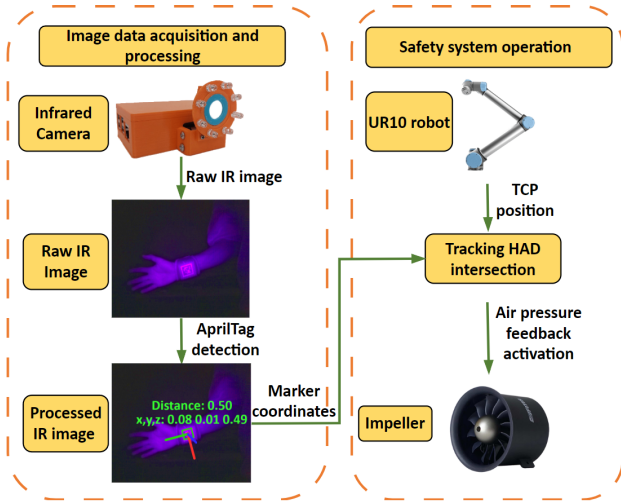 Image data acquisition and
processing
Infrared
Camera
Raw IR image
Raw IR
Image
AprilTag
detection
Processed
IR image
Distance: 0.50
x,y,z: 0.08 0.01 0.49
Marker
coordinates
Safety system operation
UR10 robot
TCP
position
Tracking HAD
intersection
Air pressure
feedback
activation
Impeller